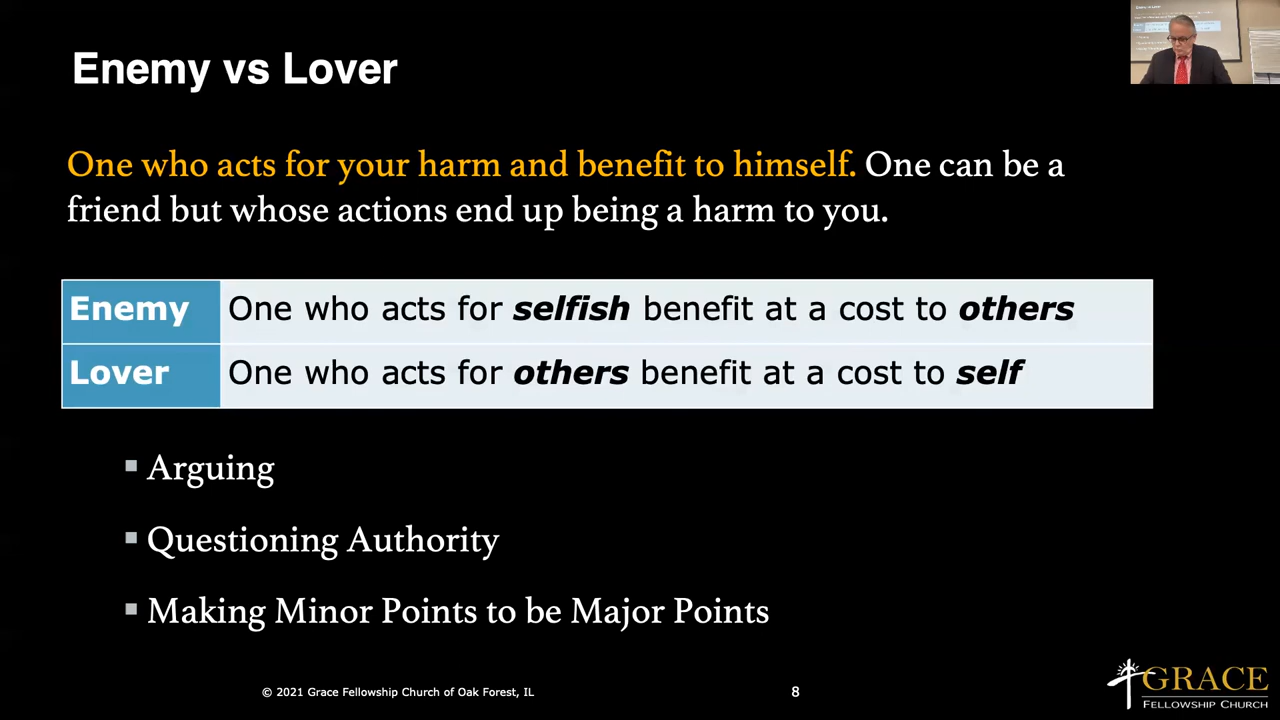 Enemy vs Lover
One who acts for your harm and benefit to himself. One can be a
friend but whose actions end up being a harm to you.
Enemy One who acts for selfish benefit at a cost to others
Lover One who acts for others benefit at a cost to self
▪ Arguing
▪ Questioning Authority
▪ Making Minor Points to be Major Points
© 2021 Grace Fellowship Church of Oak Forest, IL 8
GRACE
FELLOWSHIP CHURCH